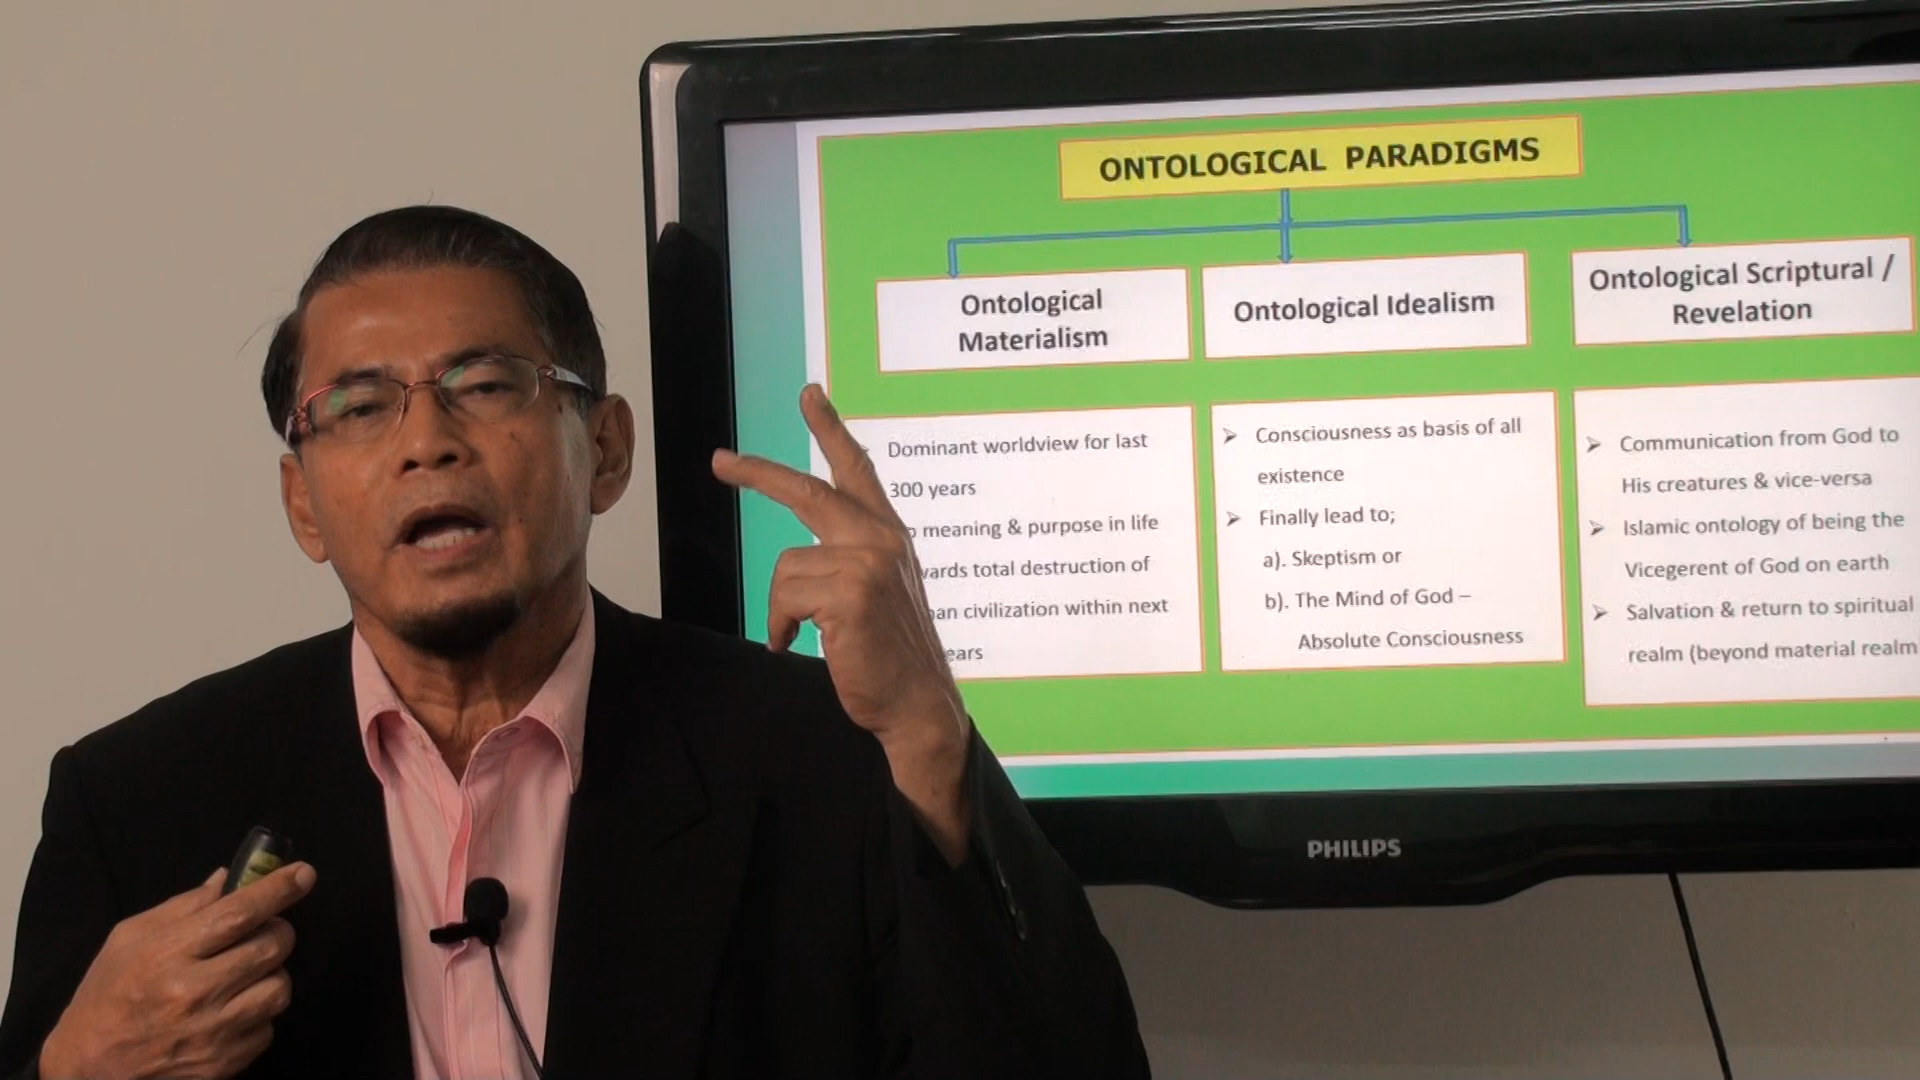 ONTOLOGICAL PARADIGMS
Ontological
Materialism
Ontological Idealism
Ontological Scriptural /
Revelation
Dominant worldview for last
300 years
meaning & purpose in life
total destruction of
civilization within next
➢ Consciousness as basis of all
existence
➢ Finally lead to;
a). Skeptism or
b). The Mind of God –
Absolute Consciousness
➢ Communication from God to
His creatures & vice-versa
➢ Islamic ontology of being the
Vicegerent of God on earth
➢ Salvation & return to spiritual
realm (beyond material realm
PHILIPS